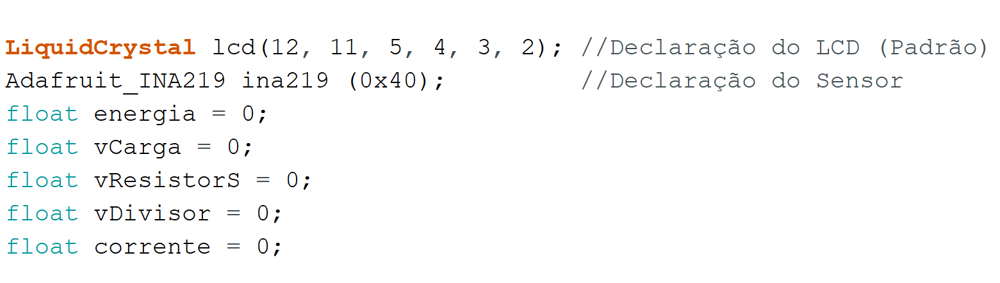 LiquidCrystal lcd(12, 11, 5, 4, 3, 2); //Declaração do LCD (Padrão)
Adafruit_INA219 ina219 (0x40); //Declaração do Sensor
float energia = 0;
float vCarga = 0;
float vResistorS = 0;
float vDivisor = 0;
float corrente = 0;